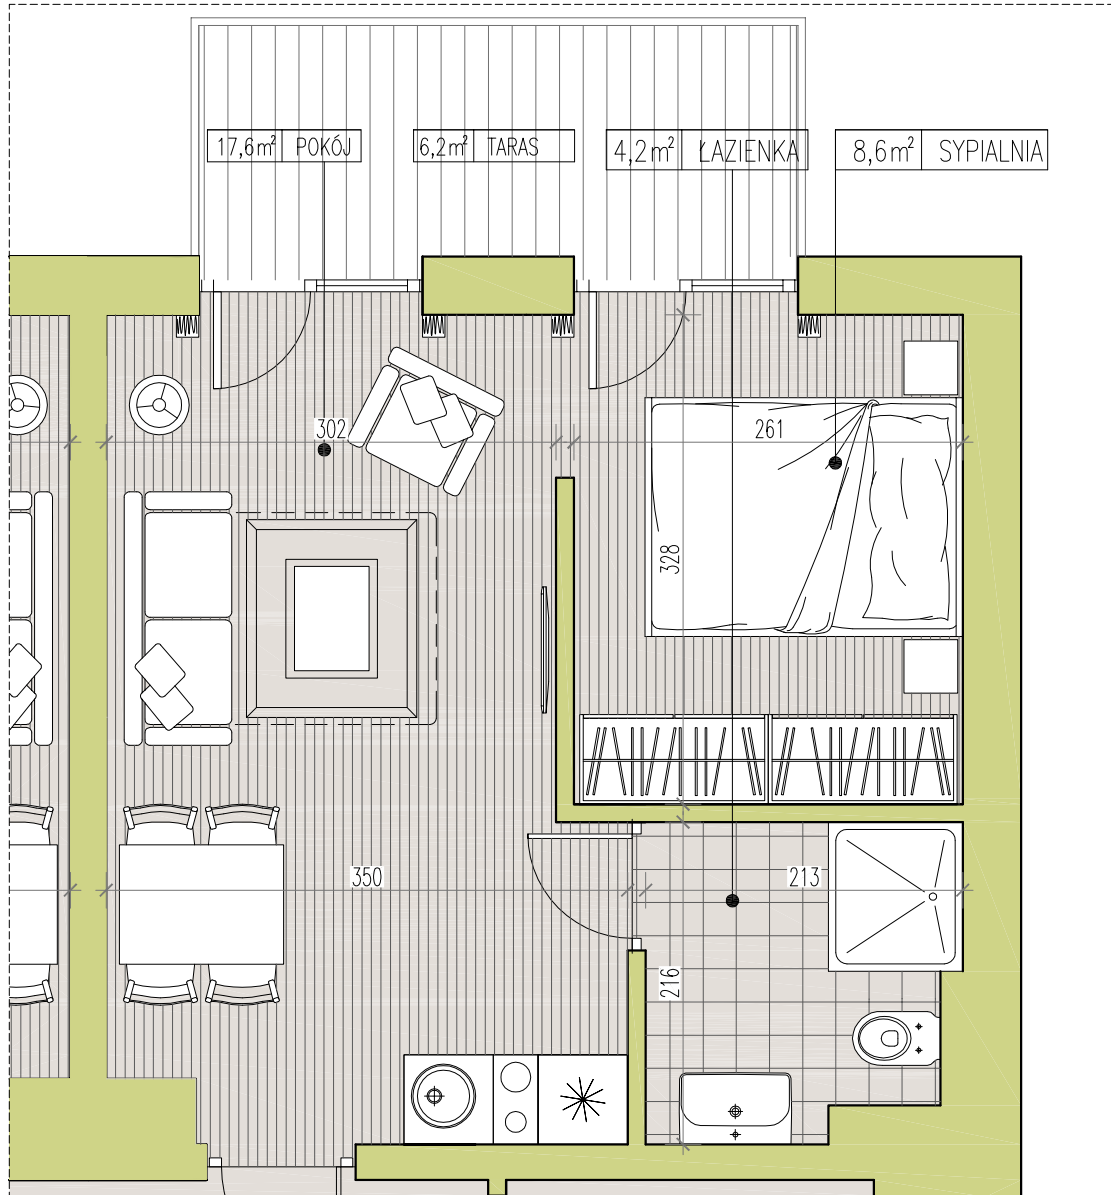 17,6m² POKÓJ
6,2m² TARAS
4,2m² ŁAZIENKA
8,6m² SYPIALNIA
302
261
328
350
213
216